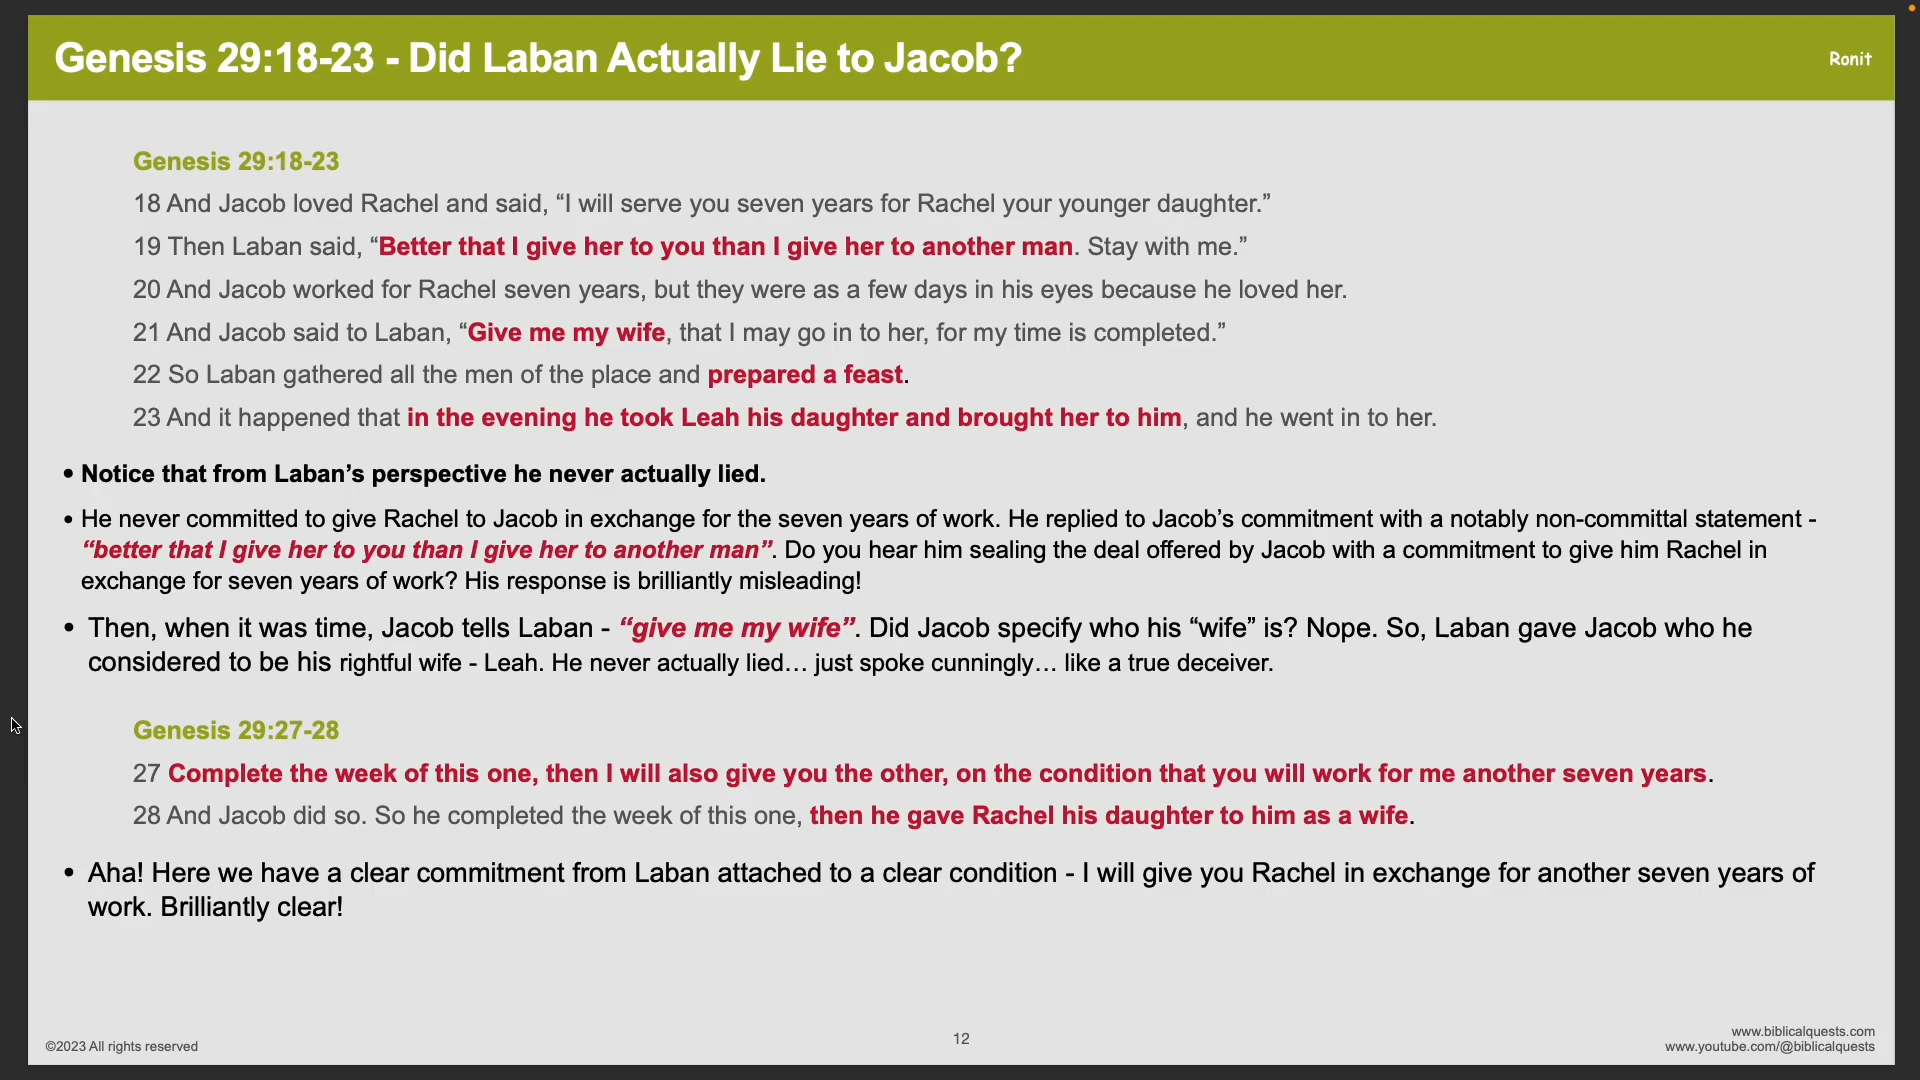 Genesis 29:18-23 - Did Laban Actually Lie to Jacob?
Ronit
Genesis 29:18-23
18 And Jacob loved Rachel and said, “I will serve you seven years for Rachel your younger daughter.”
19 Then Laban said, “Better that I give her to you than I give her to another man. Stay with me.”
20 And Jacob worked for Rachel seven years, but they were as a few days in his eyes because he loved her.
21 And Jacob said to Laban, “Give me my wife, that I may go in to her, for my time is completed.”
22 So Laban gathered all the men of the place and prepared a feast.
23 And it happened that in the evening he took Leah his daughter and brought her to him, and he went in to her.
• Notice that from Laban’s perspective he never actually lied.
• He never committed to give Rachel to Jacob in exchange for the seven years of work. He replied to Jacob’s commitment with a notably non-committal statement -
“better that I give her to you than I give her to another man”. Do you hear him sealing the deal offered by Jacob with a commitment to give him Rachel in
exchange for seven years of work? His response is brilliantly misleading!
• Then, when it was time, Jacob tells Laban - “give me my wife”. Did Jacob specify who his “wife” is? Nope. So, Laban gave Jacob who he
considered to be his rightful wife - Leah. He never actually lied… just spoke cunningly… like a true deceiver.
Genesis 29:27-28
27 Complete the week of this one, then I will also give you the other, on the condition that you will work for me another seven years.
28 And Jacob did so. So he completed the week of this one, then he gave Rachel his daughter to him as a wife.
• Aha! Here we have a clear commitment from Laban attached to a clear condition - I will give you Rachel in exchange for another seven years of
work. Brilliantly clear!
©2023 All rights reserved
12
www.biblicalquests.com
www.youtube.com/@biblicalquests